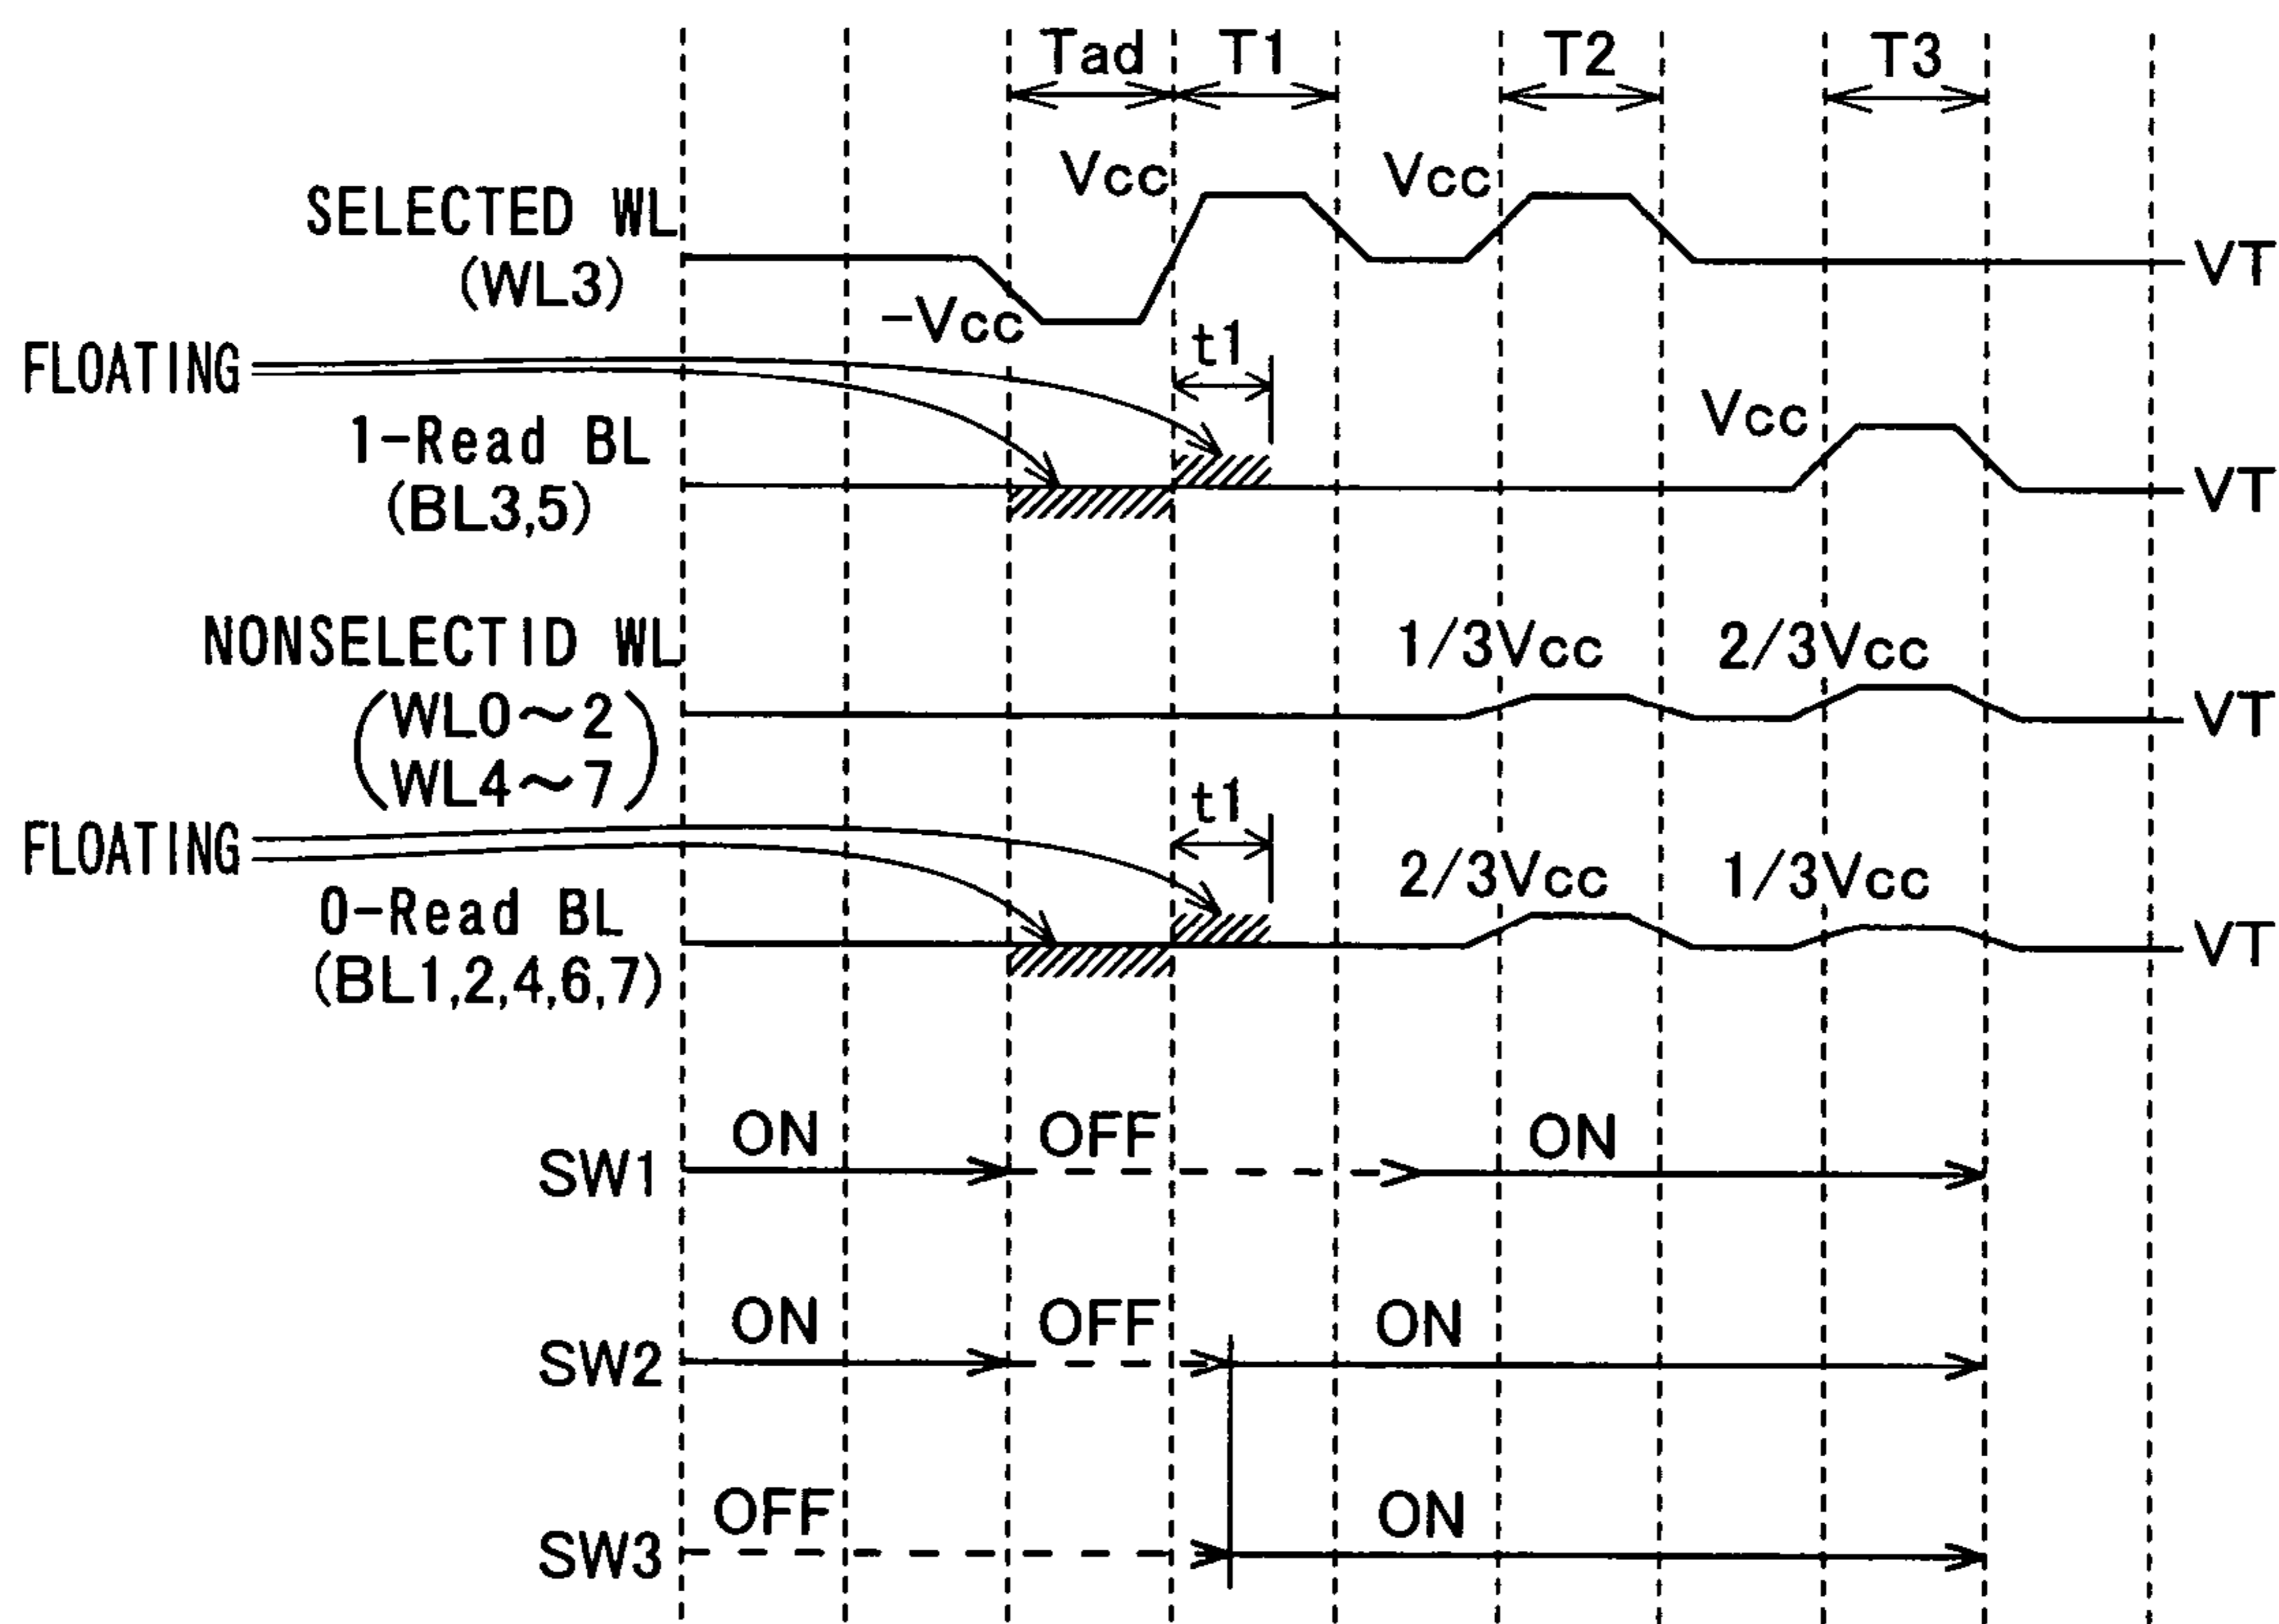 Tad T1 T2 T3
Vcc Vcc
SELECTED WL
(WL3)
VT
-Vcc
t1
FLOATING
Vcc
1-Read BL
(BL3,5)
VT
NONSELECTID WL
1/3Vcc 2/3Vcc
(WL0～2
WL4～7)
VT
t1
FLOATING
2/3Vcc 1/3Vcc
0-Read BL
(BL1,2,4,6,7)
VT
ON OFF ON
SW1
ON OFF ON
SW2
OFF ON
SW3